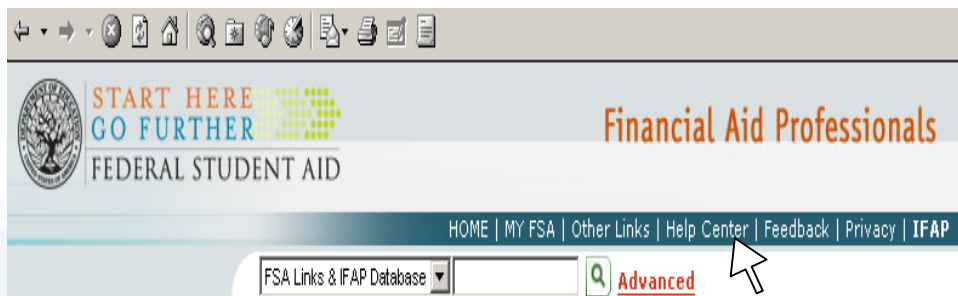 START HERE
GO FURTHER
FEDERAL STUDENT AID
Financial Aid Professionals
HOME | MY FSA | Other Links | Help Center | Feedback | Privacy | IFAP
FSA Links & IFAP Database
Advanced